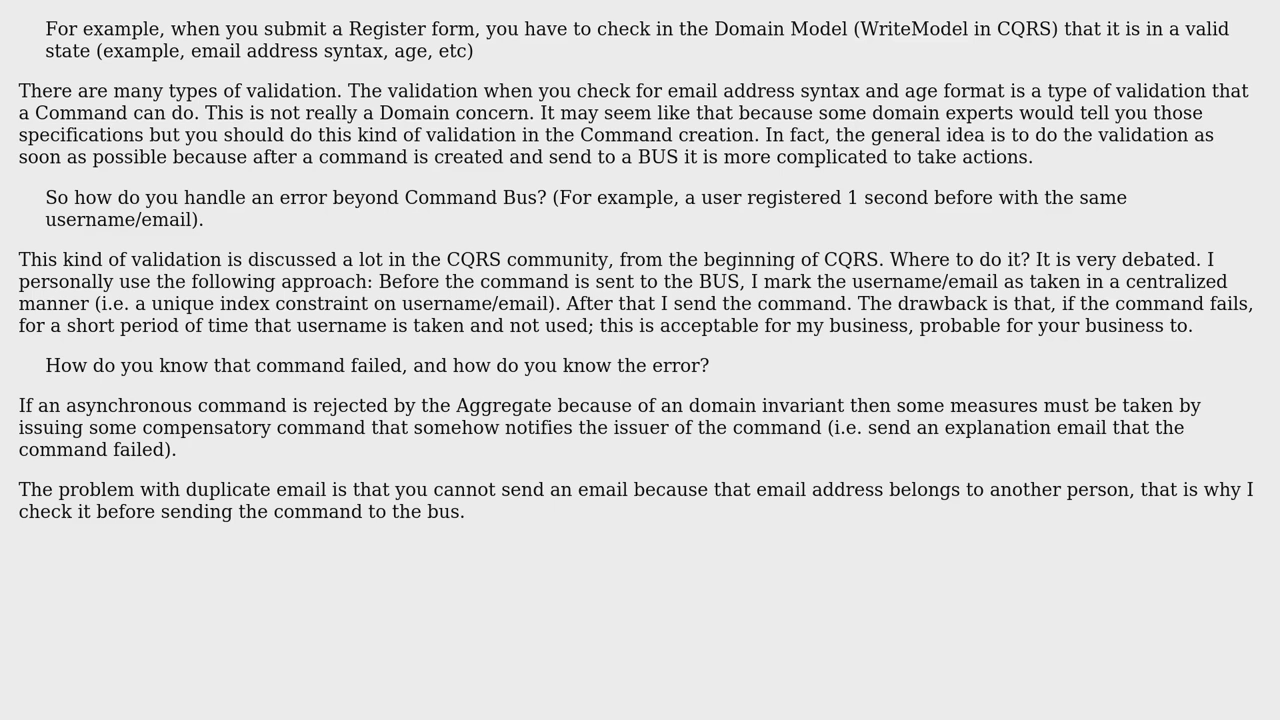 For example, when you submit a Register form, you have to check in the Domain Model (WriteModel in CQRS) that it is in a valid
state (example, email address syntax, age, etc)
There are many types of validation. The validation when you check for email address syntax and age format is a type of validation that
a Command can do. This is not really a Domain concern. It may seem like that because some domain experts would tell you those
specifications but you should do this kind of validation in the Command creation. In fact, the general idea is to do the validation as
soon as possible because after a command is created and send to a BUS it is more complicated to take actions.
So how do you handle an error beyond Command Bus? (For example, a user registered 1 second before with the same
username/email).
This kind of validation is discussed a lot in the CQRS community, from the beginning of CQRS. Where to do it? It is very debated. I
personally use the following approach: Before the command is sent to the BUS, I mark the username/email as taken in a centralized
manner (i.e. a unique index constraint on username/email). After that I send the command. The drawback is that, if the command fails,
for a short period of time that username is taken and not used; this is acceptable for my business, probable for your business to.
How do you know that command failed, and how do you know the error?
If an asynchronous command is rejected by the Aggregate because of an domain invariant then some measures must be taken by
issuing some compensatory command that somehow notifies the issuer of the command (i.e. send an explanation email that the
command failed).
The problem with duplicate email is that you cannot send an email because that email address belongs to another person, that is why I
check it before sending the command to the bus.